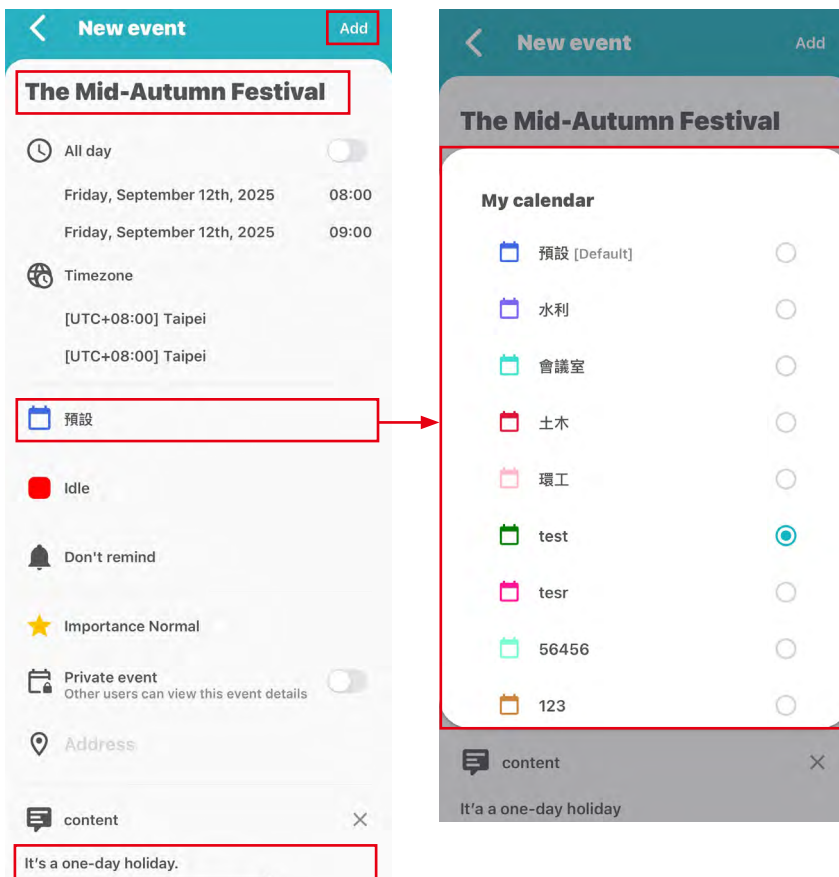 New event
Add
The Mid-Autumn Festival
All day
Friday, September 12th, 2025 08:00
Friday, September 12th, 2025 09:00
Timezone
[UTC+08:00] Taipei
[UTC+08:00] Taipei
預設
Idle
Don't remind
Importance Normal
Private event
Other users can view this event details
Address
content
It's a one-day holiday.
New event
Add
The Mid-Autumn Festival
My calendar
預設 [Default]
水利
會議室
土木
環工
test
tesr
56456
123
content
It'a a one-day holiday